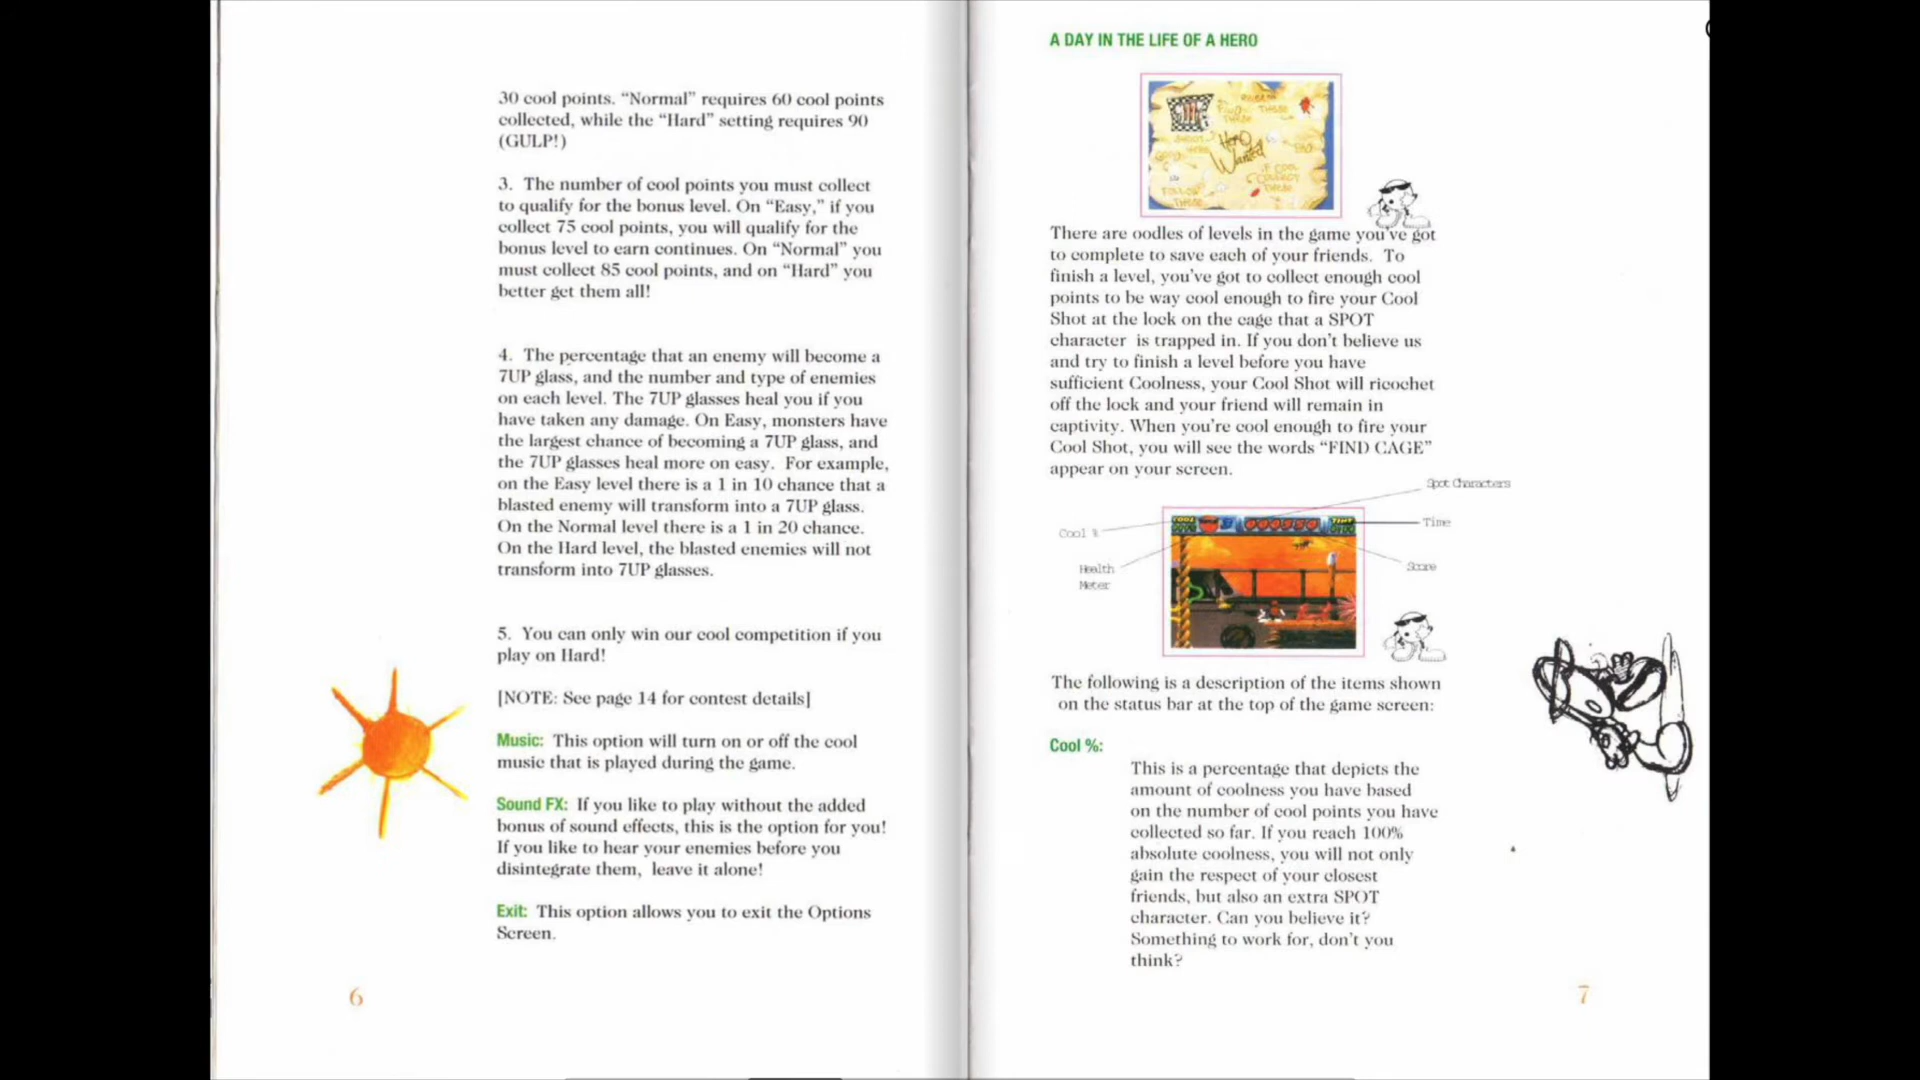 30 cool points. “Normal” requires 60 cool points
collected, while the “Hard” setting requires 90
(GULP!)
3. The number of cool points you must collect
to qualify for the bonus level. On “Easy,” if you
collect 75 cool points, you will qualify for the
bonus level to earn continues. On “Normal” you
must collect 85 cool points, and on “Hard” you
better get them all!
4. The percentage that an enemy will become a
7UP glass, and the number and type of enemies
on each level. The 7UP glasses heal you if you
have taken any damage. On Easy, monsters have
the largest chance of becoming a 7UP glass, and
the 7UP glasses heal more on easy. For example,
on the Easy level there is a 1 in 10 chance that a
blasted enemy will transform into a 7UP glass.
On the Normal level there is a 1 in 20 chance.
On the Hard level, the blasted enemies will not
transform into 7UP glasses.
5. You can only win our cool competition if you
play on Hard!
[NOTE: See page 14 for contest details]
Music: This option will turn on or off the cool
music that is played during the game.
Sound FX: If you like to play without the added
bonus of sound effects, this is the option for you!
If you like to hear your enemies before you
disintegrate them, leave it alone!
Exit: This option allows you to exit the Options
Screen.
6
A DAY IN THE LIFE OF A HERO
Hero
Wanted
There are oodles of levels in the game you’ve got
to complete to save each of your friends. To
finish a level, you’ve got to collect enough cool
points to be way cool enough to fire your Cool
Shot at the lock on the cage that a SPOT
character is trapped in. If you don’t believe us
and try to finish a level before you have
sufficient Coolness, your Cool Shot will ricochet
off the lock and your friend will remain in
captivity. When you’re cool enough to fire your
Cool Shot, you will see the words “FIND CAGE”
appear on your screen.
Spot Characters
Cool %
Time
Health
Meter
Score
COOL
TIME
The following is a description of the items shown
on the status bar at the top of the game screen:
Cool %:
This is a percentage that depicts the
amount of coolness you have based
on the number of cool points you have
collected so far. If you reach 100%
absolute coolness, you will not only
gain the respect of your closest
friends, but also an extra SPOT
character. Can you believe it?
Something to work for, don’t you
think?
7